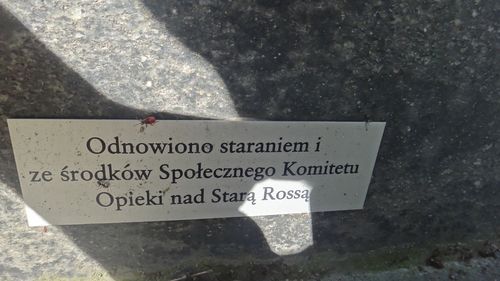 Odnowiono staraniem i
ze środków Społecznego Komitetu
Opieki nad Starą Rossą